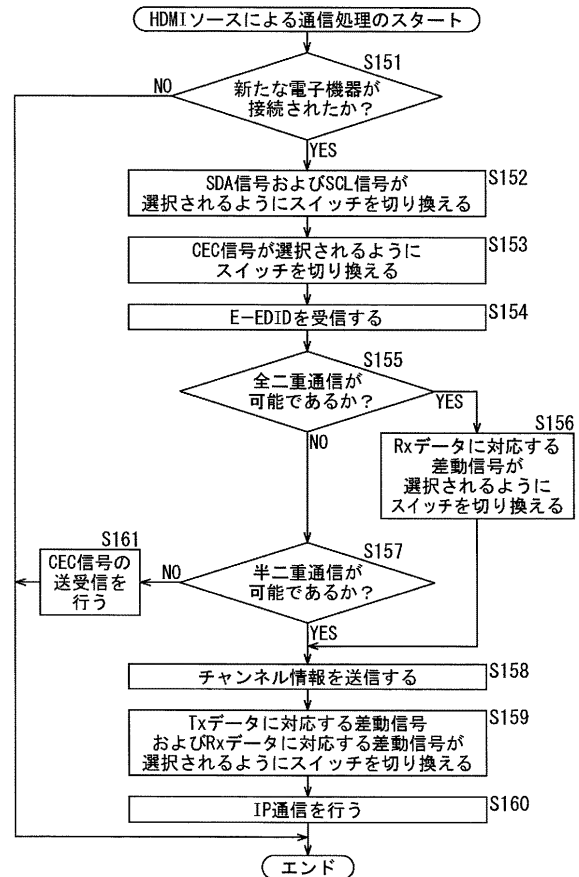 HDMIソースによる通信処理のスタート
S151
新たな電子機器が
接続されたか？
NO
YES
S152
SDA信号およびSCL信号が
選択されるようにスイッチを切り換える
S153
CEC信号が選択されるように
スイッチを切り換える
S154
E-EDIDを受信する
S155
全二重通信が
可能であるか？
YES
NO
S156
Rxデータに対応する
差動信号が
選択されるように
スイッチを切り換える
S157
半二重通信が
可能であるか？
NO
YES
S161
CEC信号の
送受信を
行う
S158
チャンネル情報を送信する
S159
Txデータに対応する差動信号
およびRxデータに対応する差動信号が
選択されるようにスイッチを切り換える
S160
IP通信を行う
エンド